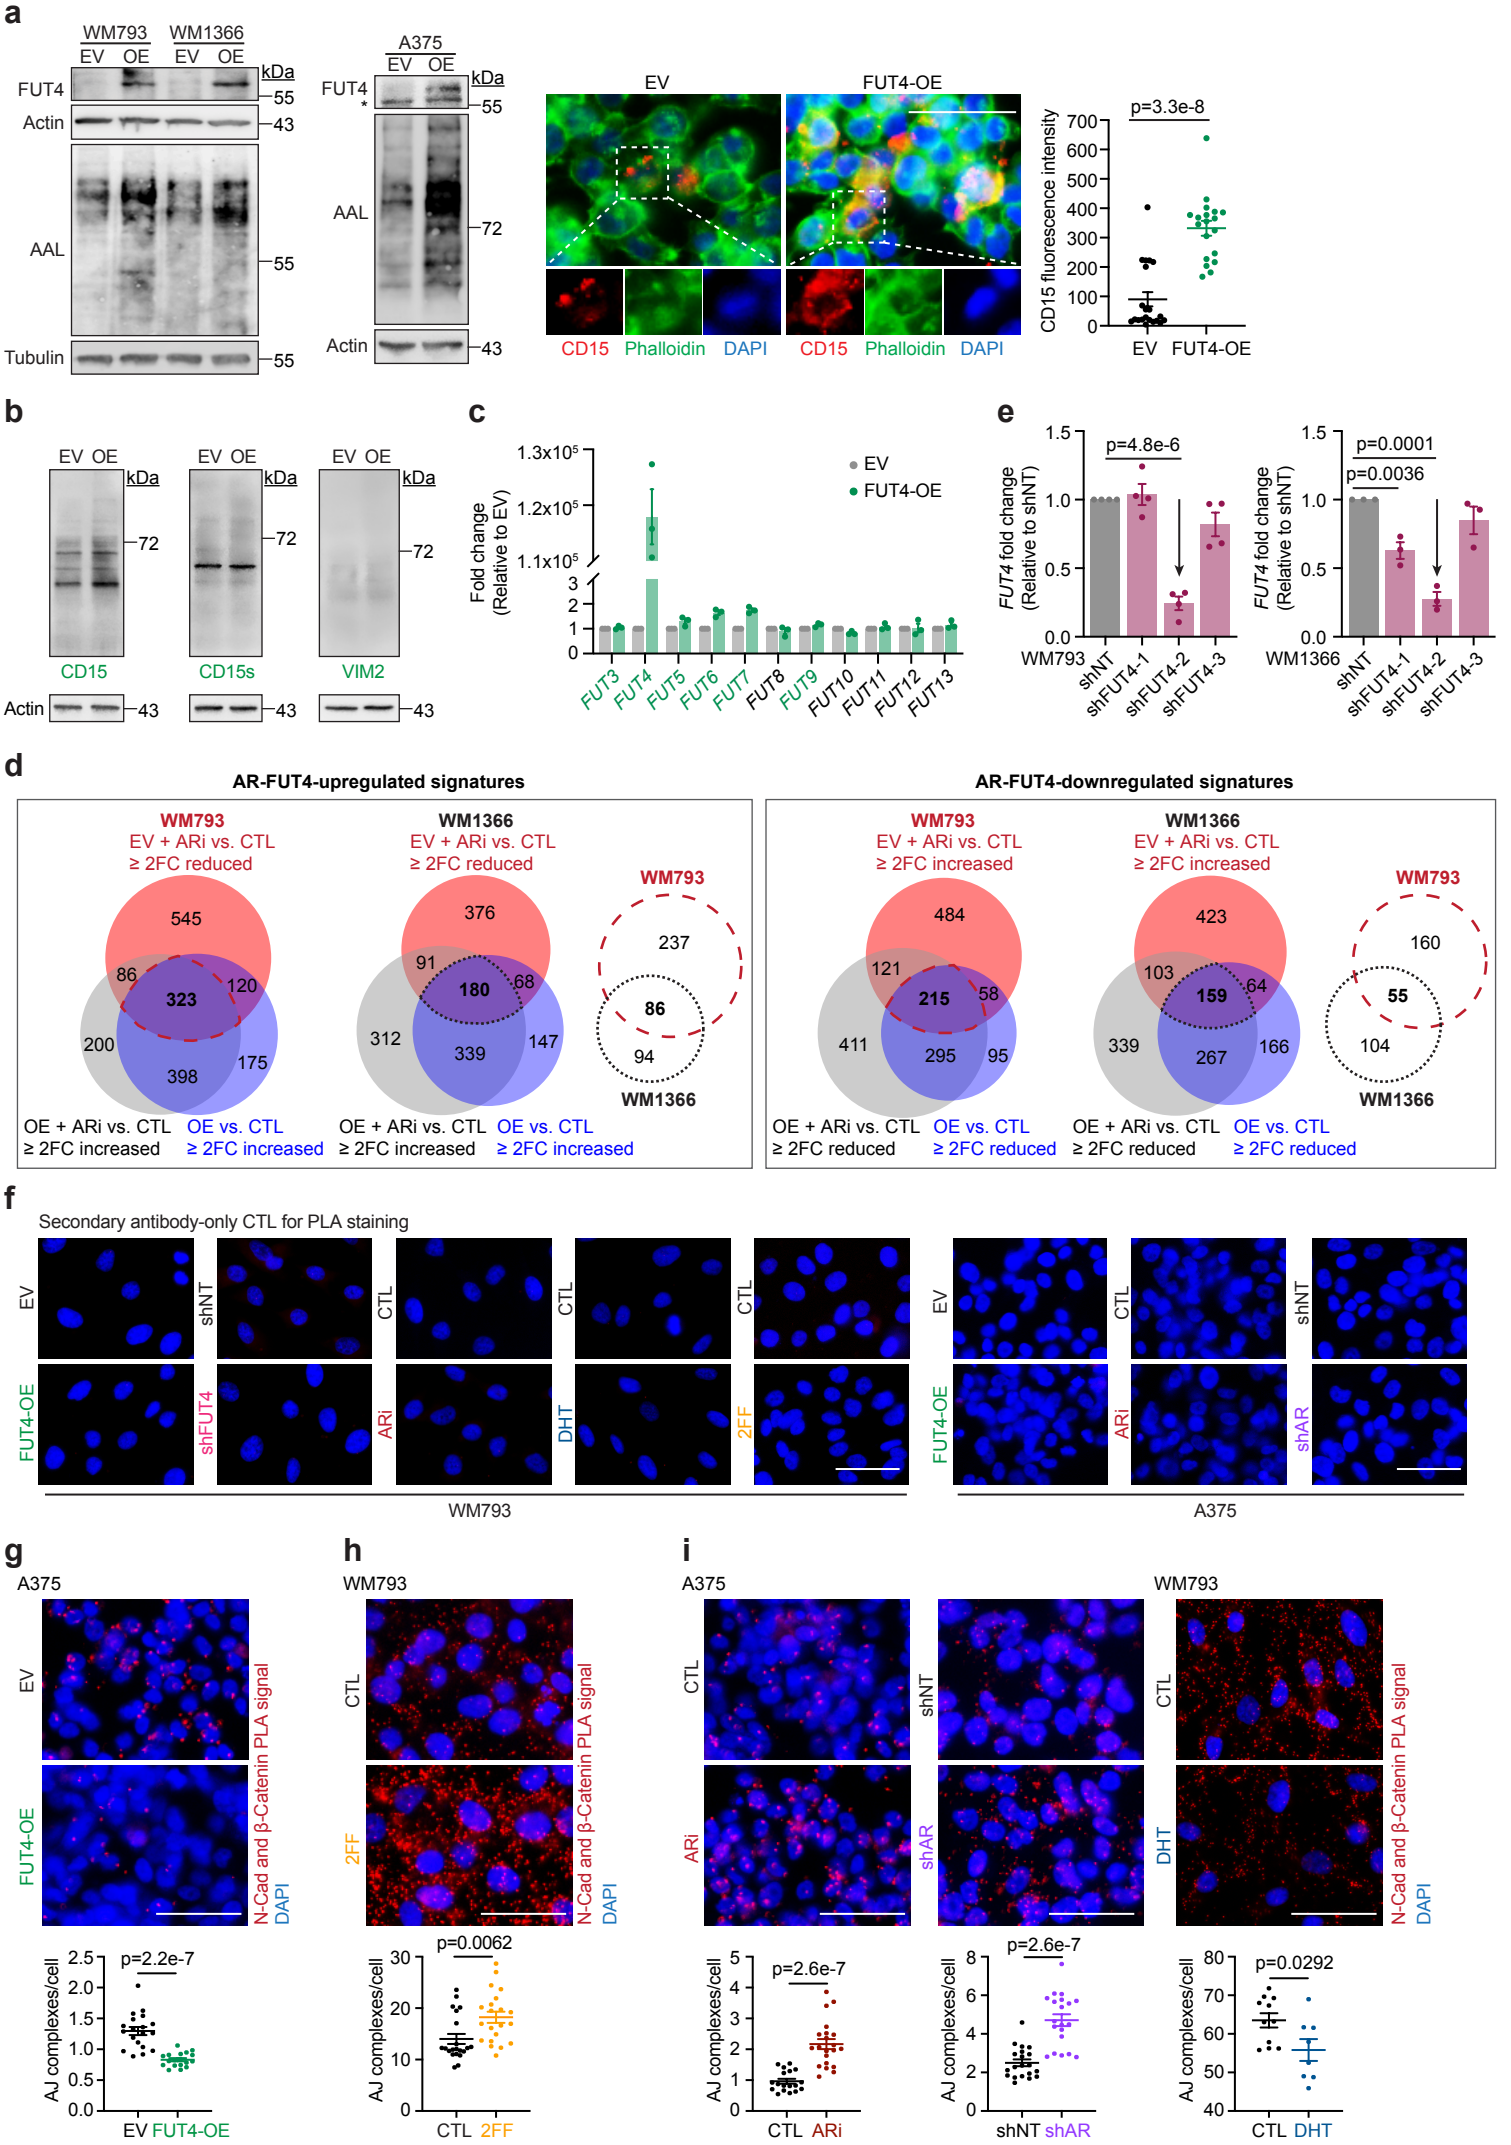 a
WM793 WM1366
EV OE EV OE
kDa
FUT4
55
Actin
43
AAL
55
Tubulin
55
A375
EV OE
kDa
FUT4
*
55
AAL
72
Actin
43
EV
FUT4-OE
CD15 Phalloidin DAPI
CD15 Phalloidin DAPI
CD15 fluorescence intensity
p=3.3e-8
700
600
500
400
300
200
100
0
EV FUT4-OE
b
EV OE
kDa
72
CD15
Actin
43
EV OE
kDa
72
CD15s
43
EV OE
kDa
72
VIM2
43
c
Fold change
(Relative to EV)
1.3x10⁵
1.2x10⁵
1.1x10⁵
3
2
1
0
EV
FUT4-OE
FUT3 FUT4 FUT5 FUT6 FUT7 FUT8 FUT9 FUT10 FUT11 FUT12 FUT13
e
FUT4 fold change
(Relative to shNT)
1.5
1.0
0.5
0.0
p=4.8e-6
WM793
shNT shFUT4-1 shFUT4-2 shFUT4-3
FUT4 fold change
(Relative to shNT)
1.5
1.0
0.5
0.0
p=0.0001
p=0.0036
WM1366
shNT shFUT4-1 shFUT4-2 shFUT4-3
d
AR-FUT4-upregulated signatures
WM793
EV + ARi vs. CTL
≥ 2FC reduced
545
86
120
323
200
175
398
OE + ARi vs. CTL
≥ 2FC increased
OE vs. CTL
≥ 2FC increased
WM1366
EV + ARi vs. CTL
≥ 2FC reduced
376
91
68
180
312
147
339
OE + ARi vs. CTL
≥ 2FC increased
OE vs. CTL
≥ 2FC increased
WM793
237
86
94
WM1366
AR-FUT4-downregulated signatures
WM793
EV + ARi vs. CTL
≥ 2FC increased
484
121
58
215
411
95
295
OE + ARi vs. CTL
≥ 2FC reduced
OE vs. CTL
≥ 2FC reduced
WM1366
EV + ARi vs. CTL
≥ 2FC increased
423
103
64
159
339
166
267
OE + ARi vs. CTL
≥ 2FC reduced
OE vs. CTL
≥ 2FC reduced
WM793
160
55
104
WM1366
f
Secondary antibody-only CTL for PLA staining
EV
shNT
CTL
CTL
CTL
EV
CTL
shNT
FUT4-OE
shFUT4
ARi
DHT
2FF
FUT4-OE
ARi
shAR
WM793
A375
g
A375
EV
FUT4-OE
N-Cad and β-Catenin PLA signal
DAPI
AJ complexes/cell
p=2.2e-7
2.5
2.0
1.5
1.0
0.5
0.0
EV FUT4-OE
h
WM793
CTL
2FF
N-Cad and β-Catenin PLA signal
DAPI
AJ complexes/cell
p=0.0062
30
20
10
0
CTL 2FF
i
A375
WM793
CTL
shNT
CTL
ARi
shAR
DHT
N-Cad and β-Catenin PLA signal
DAPI
AJ complexes/cell
p=2.6e-7
5
4
3
2
1
0
CTL ARi
AJ complexes/cell
p=2.6e-7
8
6
4
2
0
shNT shAR
AJ complexes/cell
p=0.0292
80
70
60
50
40
CTL DHT